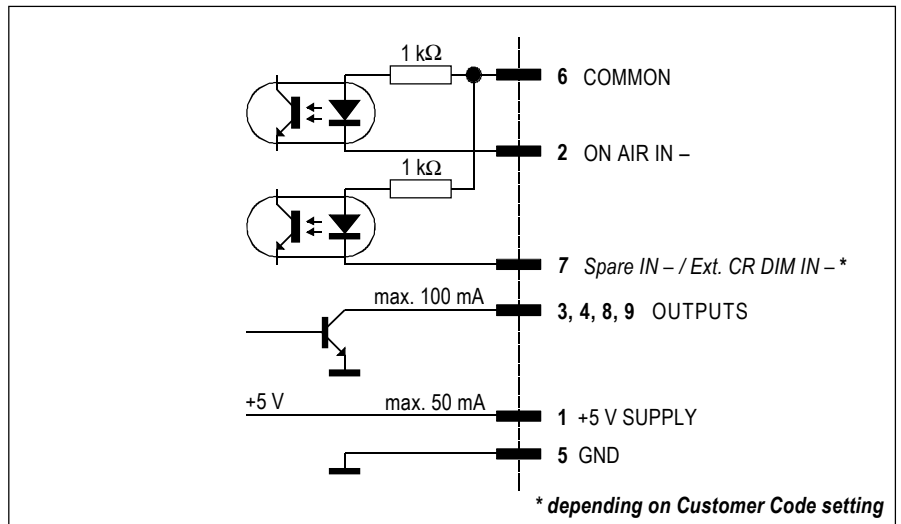 1 kΩ
6 COMMON
2 ON AIR IN –
1 kΩ
7 Spare IN – / Ext. CR DIM IN – *
max. 100 mA
3, 4, 8, 9 OUTPUTS
+5 V max. 50 mA
1 +5 V SUPPLY
5 GND
* depending on Customer Code setting